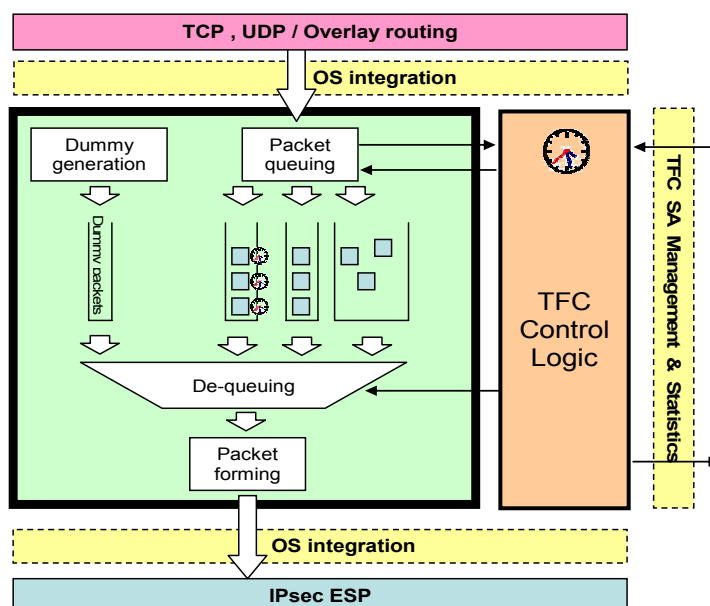 TCP , UDP / Overlay routing
OS integration
Dummy
generation
Packet
queuing
Dummy packets
TFC
Control
Logic
TFC SA Management & Statistics
De-queuing
Packet
forming
OS integration
IPsec ESP